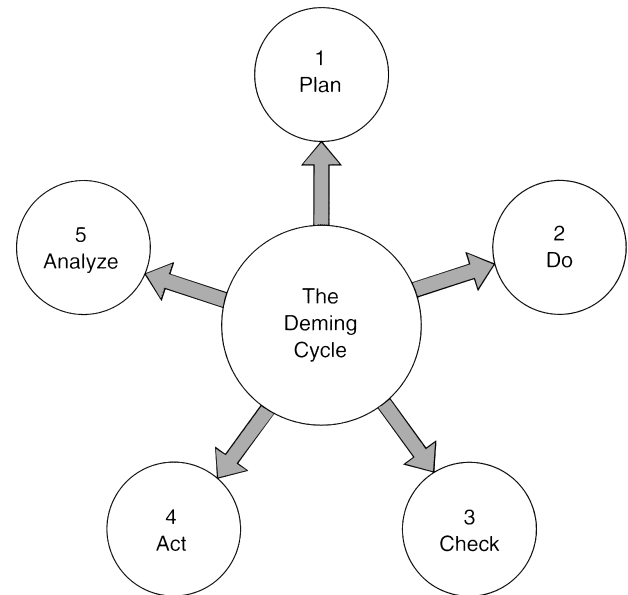 1
Plan
2
Do
3
Check
4
Act
5
Analyze
The
Deming
Cycle